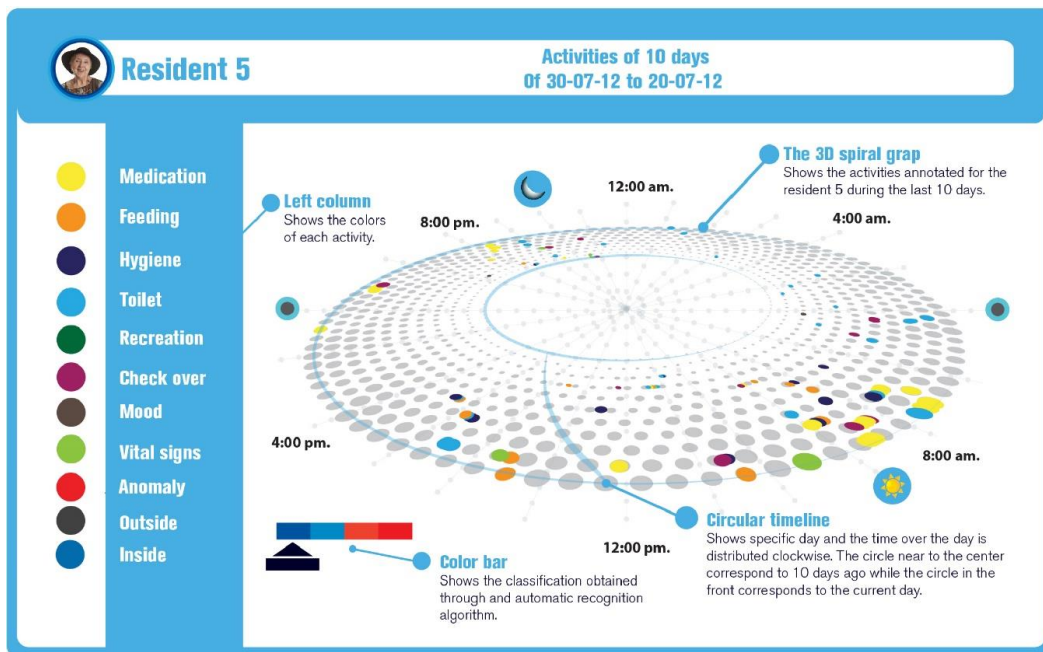 Resident 5
Activities of 10 days
Of 30-07-12 to 20-07-12
Medication
Feeding
Hygiene
Toilet
Recreation
Check over
Mood
Vital signs
Anomaly
Outside
Inside
Left column
Shows the colors
of each activity.
The 3D spiral grap
Shows the activities annotated for the
resident 5 during the last 10 days.
12:00 am.
8:00 pm.
4:00 am.
4:00 pm.
8:00 am.
12:00 pm.
Color bar
Shows the classification obtained
through and automatic recognition
algorithm.
Circular timeline
Shows specific day and the time over the day is
distributed clockwise. The circle near to the center
correspond to 10 days ago while the circle in the
front corresponds to the current day.